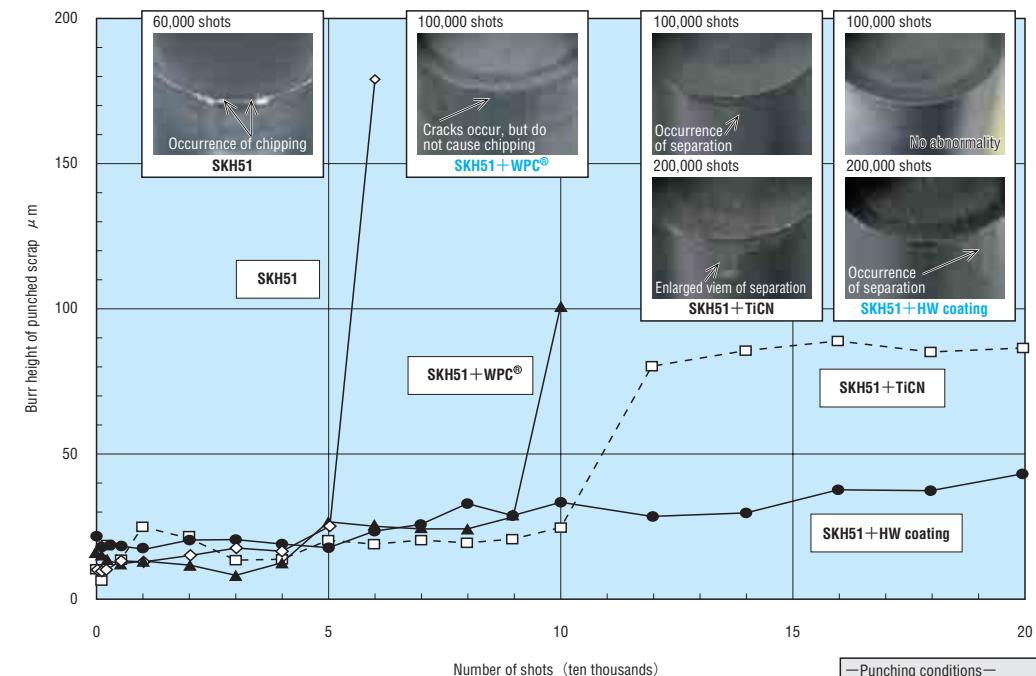 200
150
100
50
0
Burr height of punched scrap μm
60,000 shots
Occurrence of chipping
SKH51
100,000 shots
Cracks occur, but do
not cause chipping
SKH51+WPC®
100,000 shots
Occurrence
of separation
200,000 shots
Enlarged viem of separation
SKH51+TiCN
100,000 shots
No abnormality
200,000 shots
Occurrence
of separation
SKH51+HW coating
SKH51
SKH51+WPC®
SKH51+TiCN
SKH51+HW coating
0 5 10 15 20
Number of shots (ten thousands)
—Punching conditions—